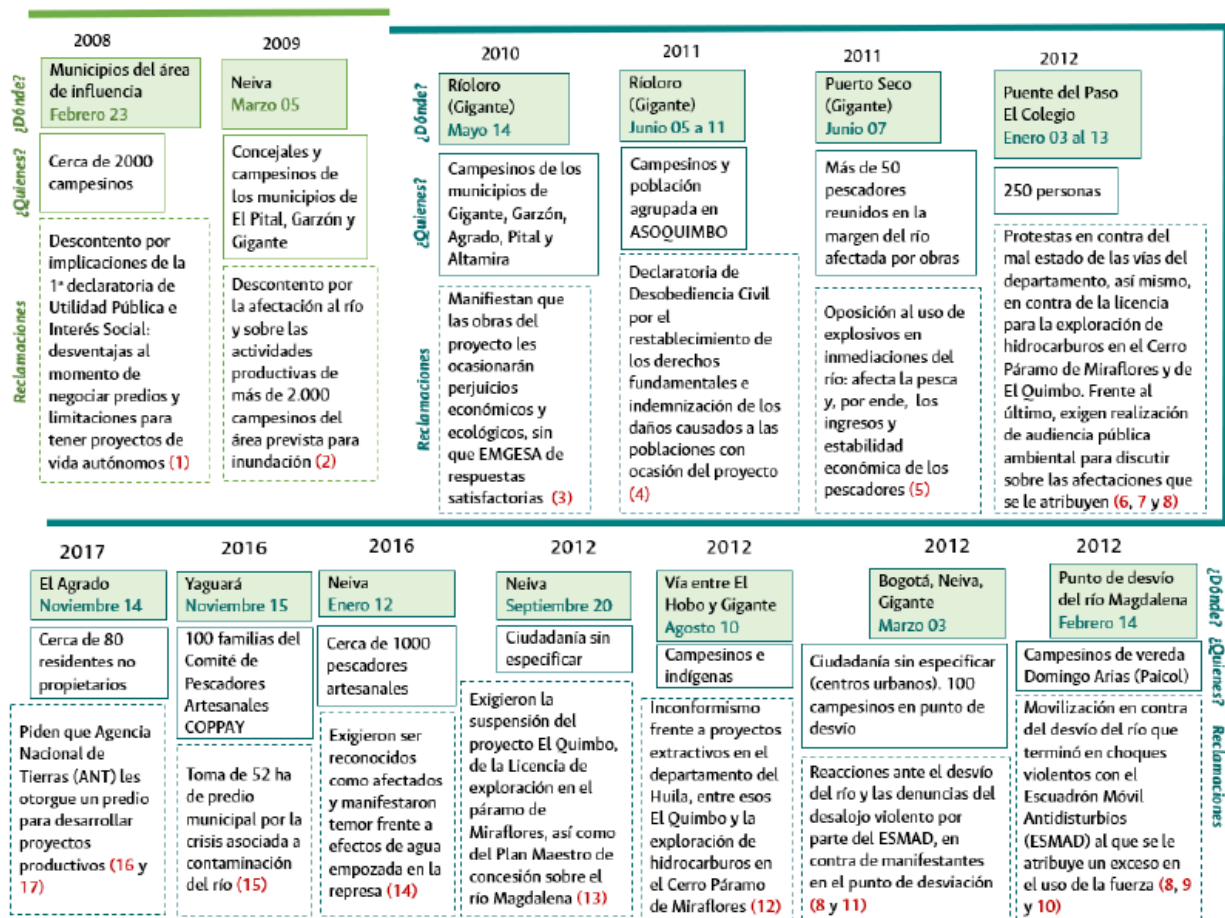 2008
Municipios del área
de influencia
Febrero 23
Cerca de 2000
campesinos
Descontento por
implicaciones de la
1ª declaratoria de
Utilidad Pública e
Interés Social:
desventajas al
momento de
negociar predios y
limitaciones para
tener proyectos de
vida autónomos (1)
2009
Neiva
Marzo 05
Concejales y
campesinos de
los municipios de
El Pital, Garzón y
Gigante
Descontento por
la afectación al río
y sobre las
actividades
productivas de
más de 2.000
campesinos del
área prevista para
inundación (2)
¿Dónde?
¿Quienes?
Reclamaciones
2010
Ríoloro
(Gigante)
Mayo 14
Campesinos de los
municipios de
Gigante, Garzón,
Agrado, Pital y
Altamira
Manifiestan que
las obras del
proyecto les
ocasionarán
perjuicios
económicos y
ecológicos, sin
que EMGESA de
respuestas
satisfactorias (3)
2011
Ríoloro
(Gigante)
Junio 05 a 11
Campesinos y
población
agrupada en
ASOQUIMBO
Declaratoria de
Desobediencia Civil
por el
restablecimiento de
los derechos
fundamentales e
indemnización de los
daños causados a las
poblaciones con
ocasión del proyecto
(4)
2011
Puerto Seco
(Gigante)
Junio 07
Más de 50
pescadores
reunidos en la
margen del río
afectada por obras
Oposición al uso de
explosivos en
inmediaciones del
río: afecta la pesca
y, por ende, los
ingresos y
estabilidad
económica de los
pescadores (5)
2012
Puente del Paso
El Colegio
Enero 03 al 13
250 personas
Protestas en contra del
mal estado de las vías del
departamento, así mismo,
en contra de la licencia
para la exploración de
hidrocarburos en el Cerro
Páramo de Miraflores y de
El Quimbo. Frente al
último, exigen realización
de audiencia pública
ambiental para discutir
sobre las afectaciones que
se le atribuyen (6, 7 y 8)
¿Dónde?
¿Quienes?
Reclamaciones
2017
El Agrado
Noviembre 14
Cerca de 80
residentes no
propietarios
Piden que Agencia
Nacional de
Tierras (ANT) les
otorgue un predio
para desarrollar
proyectos
productivos (16 y
17)
2016
Yaguará
Noviembre 15
100 familias del
Comité de
Pescadores
Artesanales
COPPAY
Toma de 52 ha
de predio
municipal por la
crisis asociada a
contaminación
del río (15)
2016
Neiva
Enero 12
Cerca de 1000
pescadores
artesanales
Exigieron ser
reconocidos
como afectados
y manifestaron
temor frente a
efectos de agua
empozada en la
represa (14)
2012
Neiva
Septiembre 20
Ciudadanía sin
especificar
Exigieron la
suspensión del
proyecto El Quimbo,
de la Licencia de
exploración en el
páramo de
Miraflores, así como
del Plan Maestro de
concesión sobre el
río Magdalena (13)
2012
Vía entre El
Hobo y Gigante
Agosto 10
Campesinos e
indígenas
Inconformismo
frente a proyectos
extractivos en el
departamento del
Huila, entre esos
El Quimbo y la
exploración de
hidrocarburos en
el Cerro Páramo
de Miraflores (12)
2012
Bogotá, Neiva,
Gigante
Marzo 03
Ciudadanía sin especificar
(centros urbanos). 100
campesinos en punto de
desvío
Reacciones ante el desvío
del río y las denuncias del
desalojo violento por
parte del ESMAD, en
contra de manifestantes
en el punto de desviación
(8 y 11)
2012
Punto de desvío
del río Magdalena
Febrero 14
Campesinos de vereda
Domingo Arias (Paicol)
Movilización en contra
del desvío del río que
terminó en choques
violentos con el
Escuadrón Móvil
Antidisturbios
(ESMAD) al que se le
atribuye un exceso en
el uso de la fuerza (8, 9
y 10)
¿Dónde?
¿Quienes?
Reclamaciones